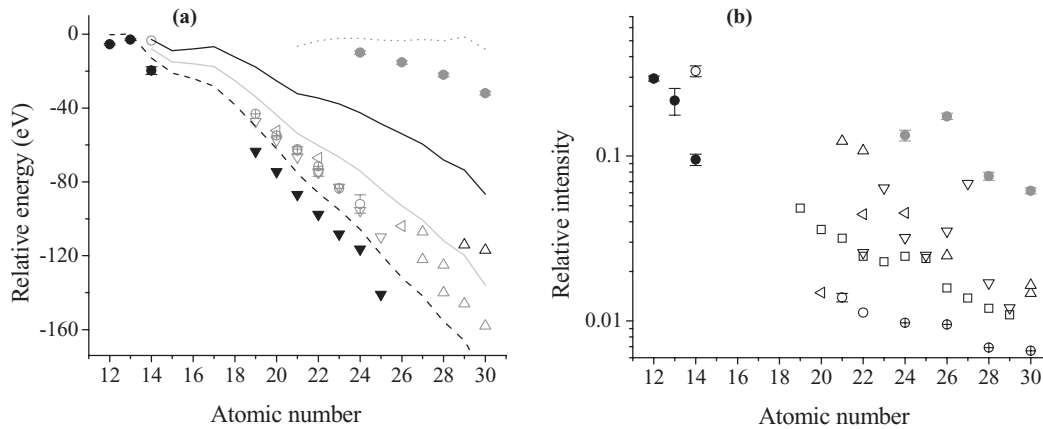 (a)
Relative energy (eV)
0
-40
-80
-120
-160
12 14 16 18 20 22 24 26 28 30
Atomic number
(b)
Relative intensity
0.1
0.01
12 14 16 18 20 22 24 26 28 30
Atomic number